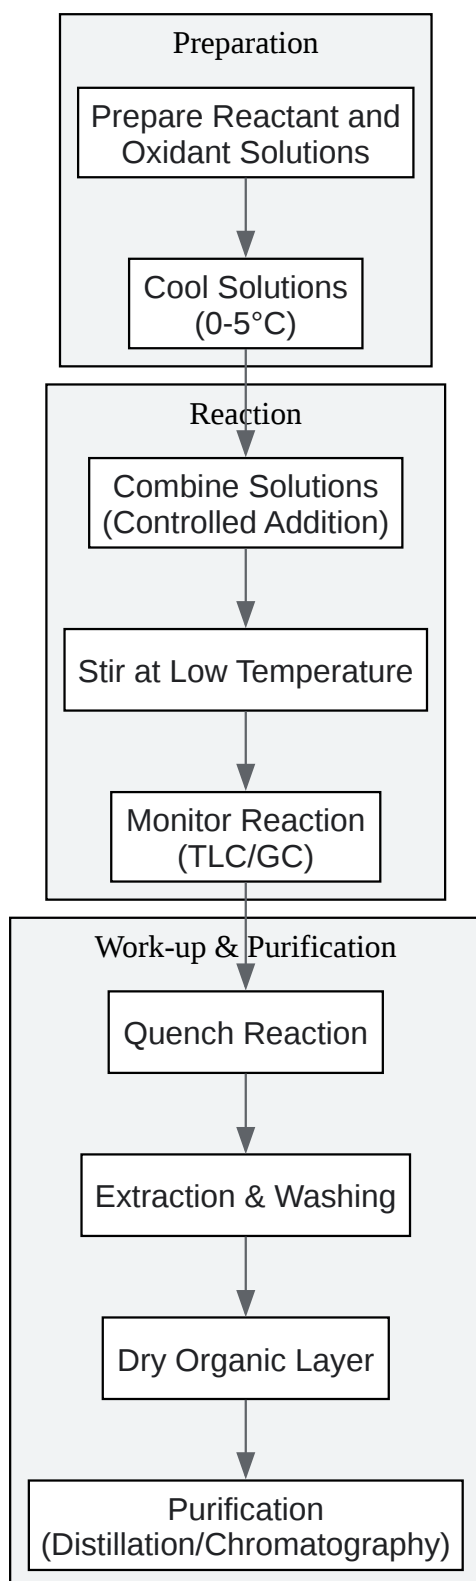 Preparation
Prepare Reactant and
Oxidant Solutions
Cool Solutions
(0-5°C)
Reaction
Combine Solutions
(Controlled Addition)
Stir at Low Temperature
Monitor Reaction
(TLC/GC)
Work-up & Purification
Quench Reaction
Extraction & Washing
Dry Organic Layer
Purification
(Distillation/Chromatography)